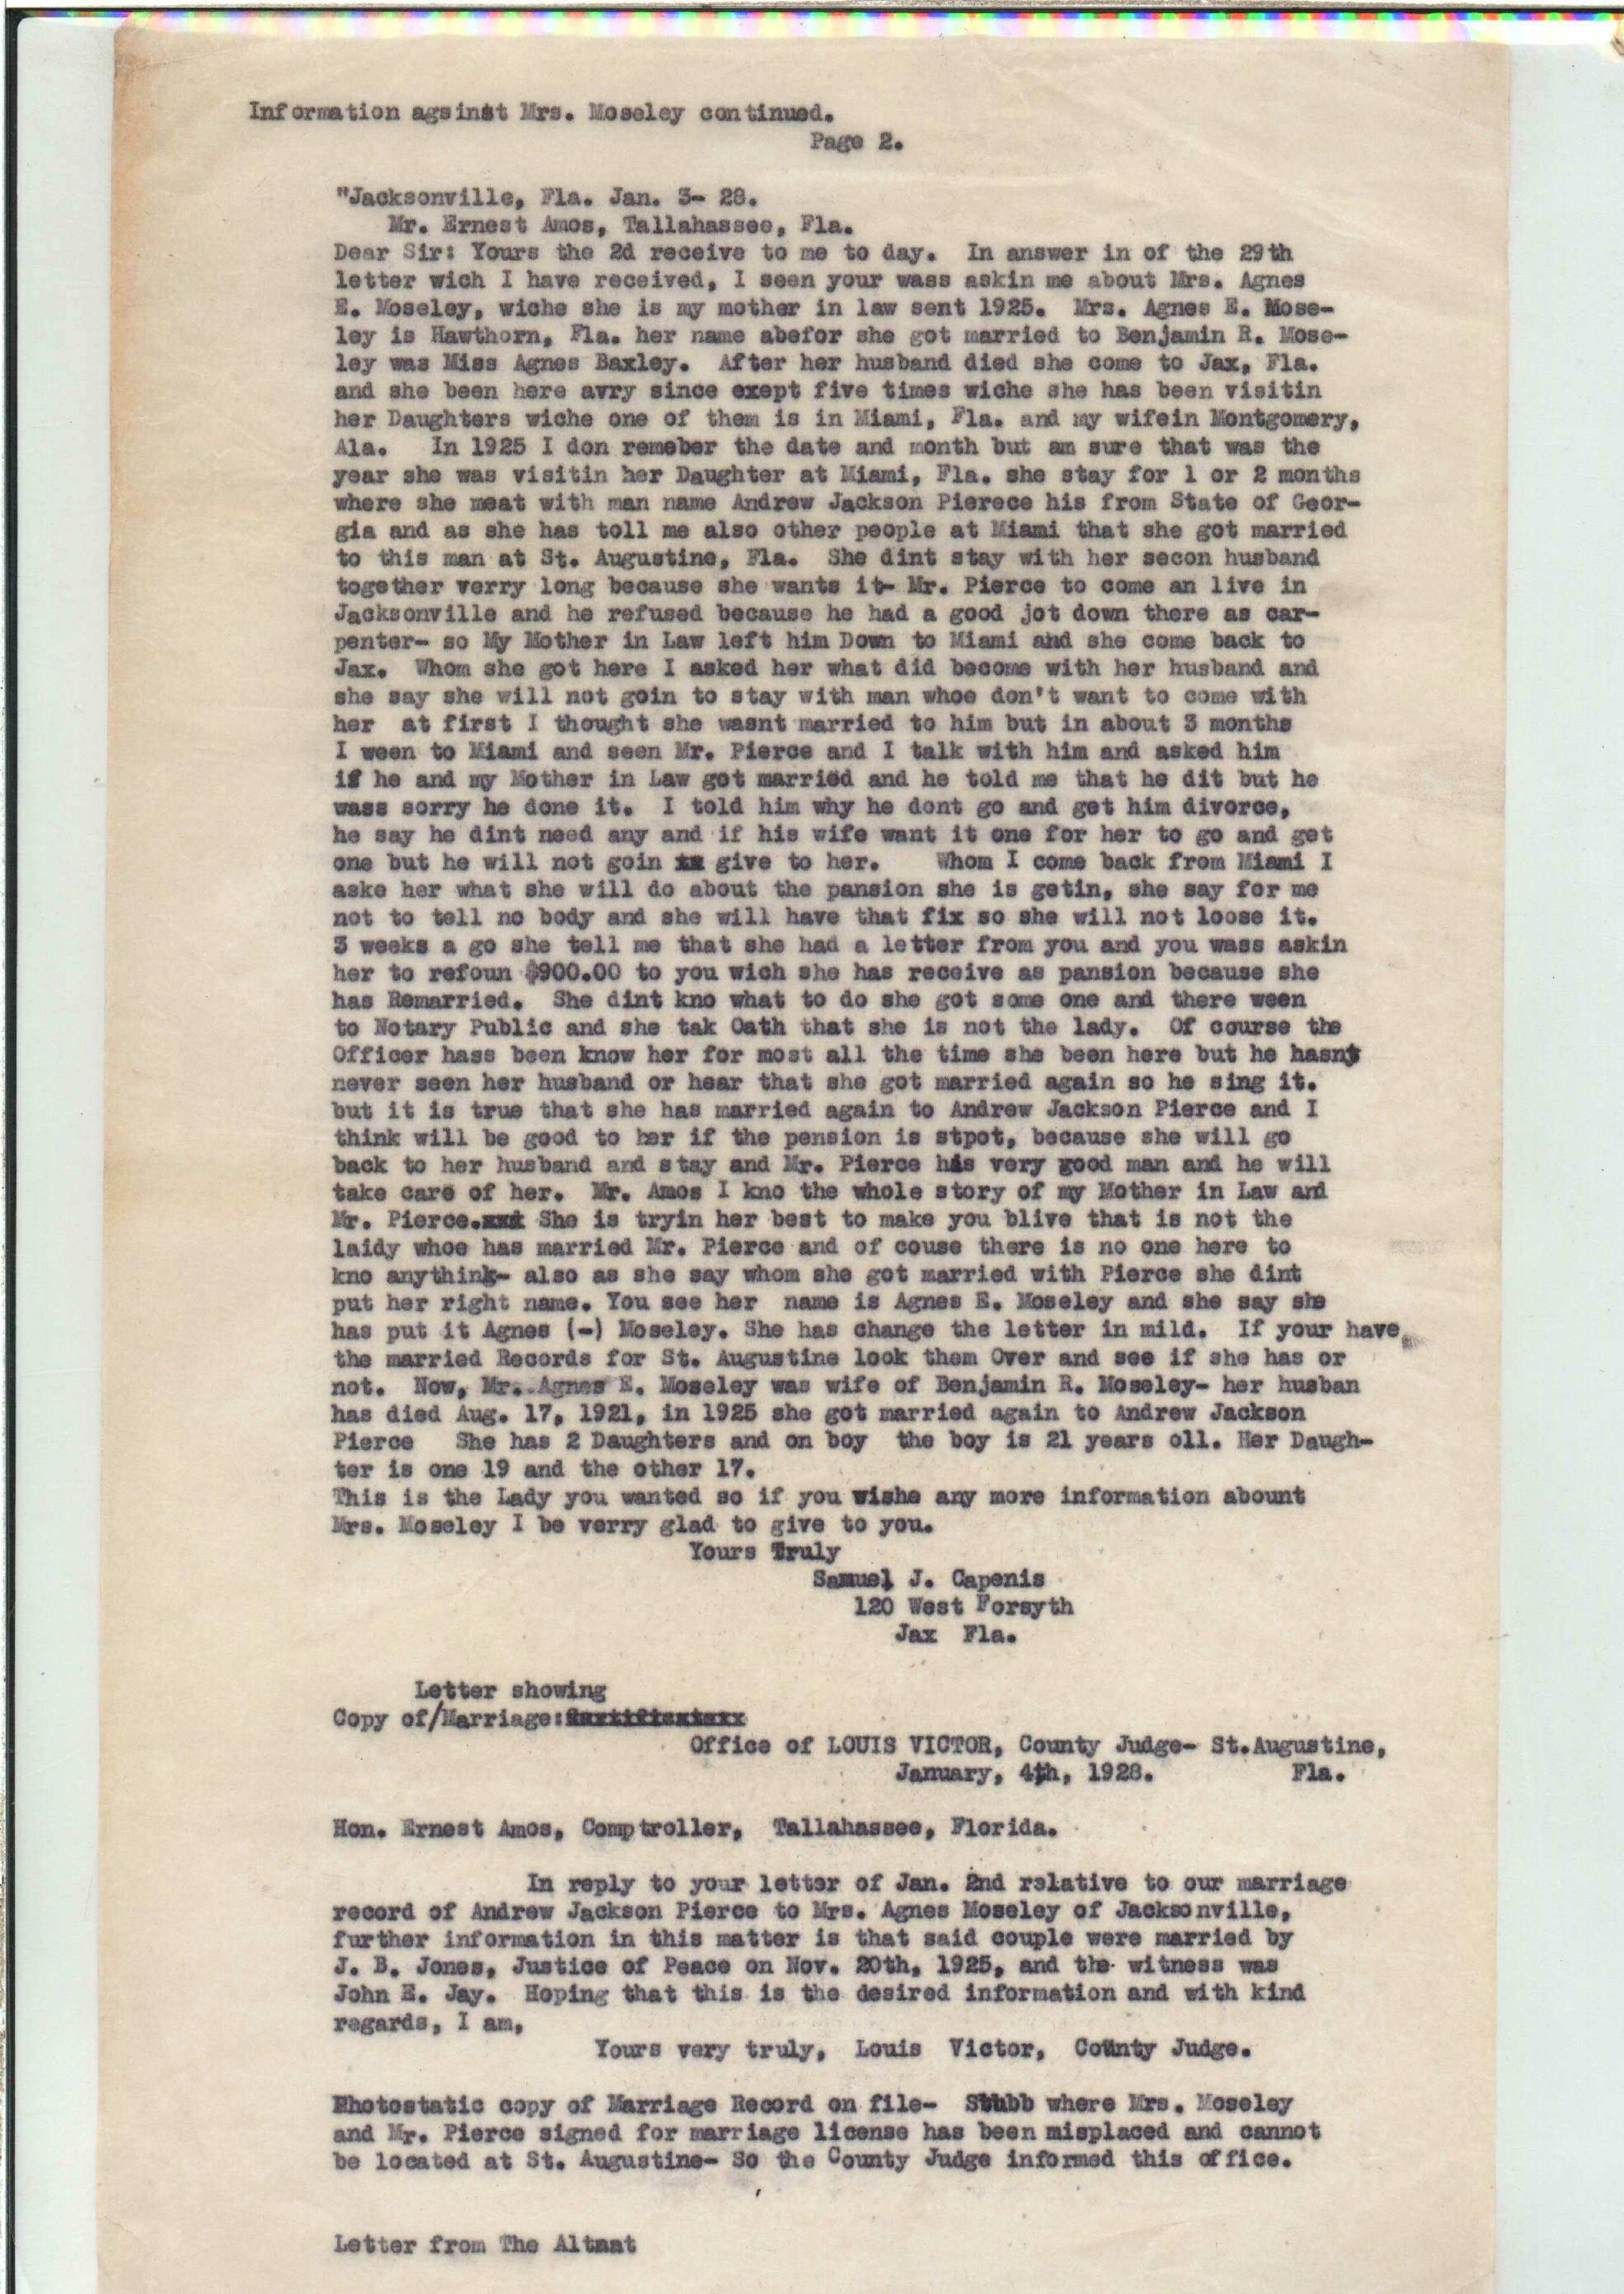 Information against Mrs. Moseley continued.
Page 2.
"Jacksonville, Fla. Jan. 3- 28.
Mr. Ernest Amos, Tallahassee, Fla.
Dear Sir: Yours the 2d receive to me to day. In answer in of the 29th
letter wich I have received, I seen your wass askin me about Mrs. Agnes
E. Moseley, wiche she is my mother in law sent 1925. Mrs. Agnes E. Mose-
ley is Hawthorn, Fla. her name abefor she got married to Benjamin R. Mose-
ley was Miss Agnes Baxley. After her husband died she come to Jax, Fla.
and she been here avry since exept five times wiche she has been visitin
her Daughters wiche one of them is in Miami, Fla. and my wifein Montgomery,
Ala. In 1925 I don remeber the date and month but am sure that was the
year she was visitin her Daughter at Miami, Fla. she stay for 1 or 2 months
where she meat with man name Andrew Jackson Pierece his from State of Geor-
gia and as she has toll me also other people at Miami that she got married
to this man at St. Augustine, Fla. She dint stay with her secon husband
together verry long because she wants it- Mr. Pierce to come an live in
Jacksonville and he refused because he had a good jot down there as car-
penter- so My Mother in Law left him Down to Miami and she come back to
Jax. Whom she got here I asked her what did become with her husband and
she say she will not goin to stay with man whoe don't want to come with
her at first I thought she wasnt married to him but in about 3 months
I ween to Miami and seen Mr. Pierce and I talk with him and asked him
if he and my Mother in Law got married and he told me that he dit but he
wass sorry he done it. I told him why he dont go and get him divorce,
he say he dint need any and if his wife want it one for her to go and get
one but he will not goin give to her. Whom I come back from Miami I
aske her what she will do about the pansion she is getin, she say for me
not to tell no body and she will have that fix so she will not loose it.
3 weeks a go she tell me that she had a letter from you and you wass askin
her to refoun $900.00 to you wich she has receive as pansion because she
has Remarried. She dint kno what to do she got some one and there ween
to Notary Public and she tak Oath that she is not the lady. Of course the
Officer hass been know her for most all the time she been here but he hasnt
never seen her husband or hear that she got married again so he sing it.
but it is true that she has married again to Andrew Jackson Pierce and I
think will be good to her if the pension is stpot, because she will go
back to her husband and stay and Mr. Pierce his very good man and he will
take care of her. Mr. Amos I kno the whole story of my Mother in Law and
Mr. Pierce.xxx She is tryin her best to make you blive that is not the
laidy whoe has married Mr. Pierce and of couse there is no one here to
kno anythink- also as she say whom she got married with Pierce she dint
put her right name. You see her name is Agnes E. Moseley and she say she
has put it Agnes (-) Moseley. She has change the letter in mild. If your have
the married Records for St. Augustine look them Over and see if she has or
not. Now, Mr. Agnes E. Moseley was wife of Benjamin R. Moseley- her husban
has died Aug. 17, 1921, in 1925 she got married again to Andrew Jackson
Pierce She has 2 Daughters and on boy the boy is 21 years oll. Her Daugh-
ter is one 19 and the other 17.
This is the Lady you wanted so if you wishe any more information abount
Mrs. Moseley I be verry glad to give to you.
Yours Truly
Samuel J. Capenis
120 West Forsyth
Jax Fla.
Letter showing
Copy of/Marriage:
Office of LOUIS VICTOR, County Judge- St.Augustine,
January, 4th, 1928. Fla.
Hon. Ernest Amos, Comptroller, Tallahassee, Florida.
In reply to your letter of Jan. 2nd relative to our marriage
record of Andrew Jackson Pierce to Mrs. Agnes Moseley of Jacksonville,
further information in this matter is that said couple were married by
J. B. Jones, Justice of Peace on Nov. 20th, 1925, and the witness was
John E. Jay. Hoping that this is the desired information and with kind
regards, I am,
Yours very truly, Louis Victor, County Judge.
Photostatic copy of Marriage Record on file- Stubb where Mrs. Moseley
and Mr. Pierce signed for marriage license has been misplaced and cannot
be located at St. Augustine- So the County Judge informed this office.
Letter from The Altaat